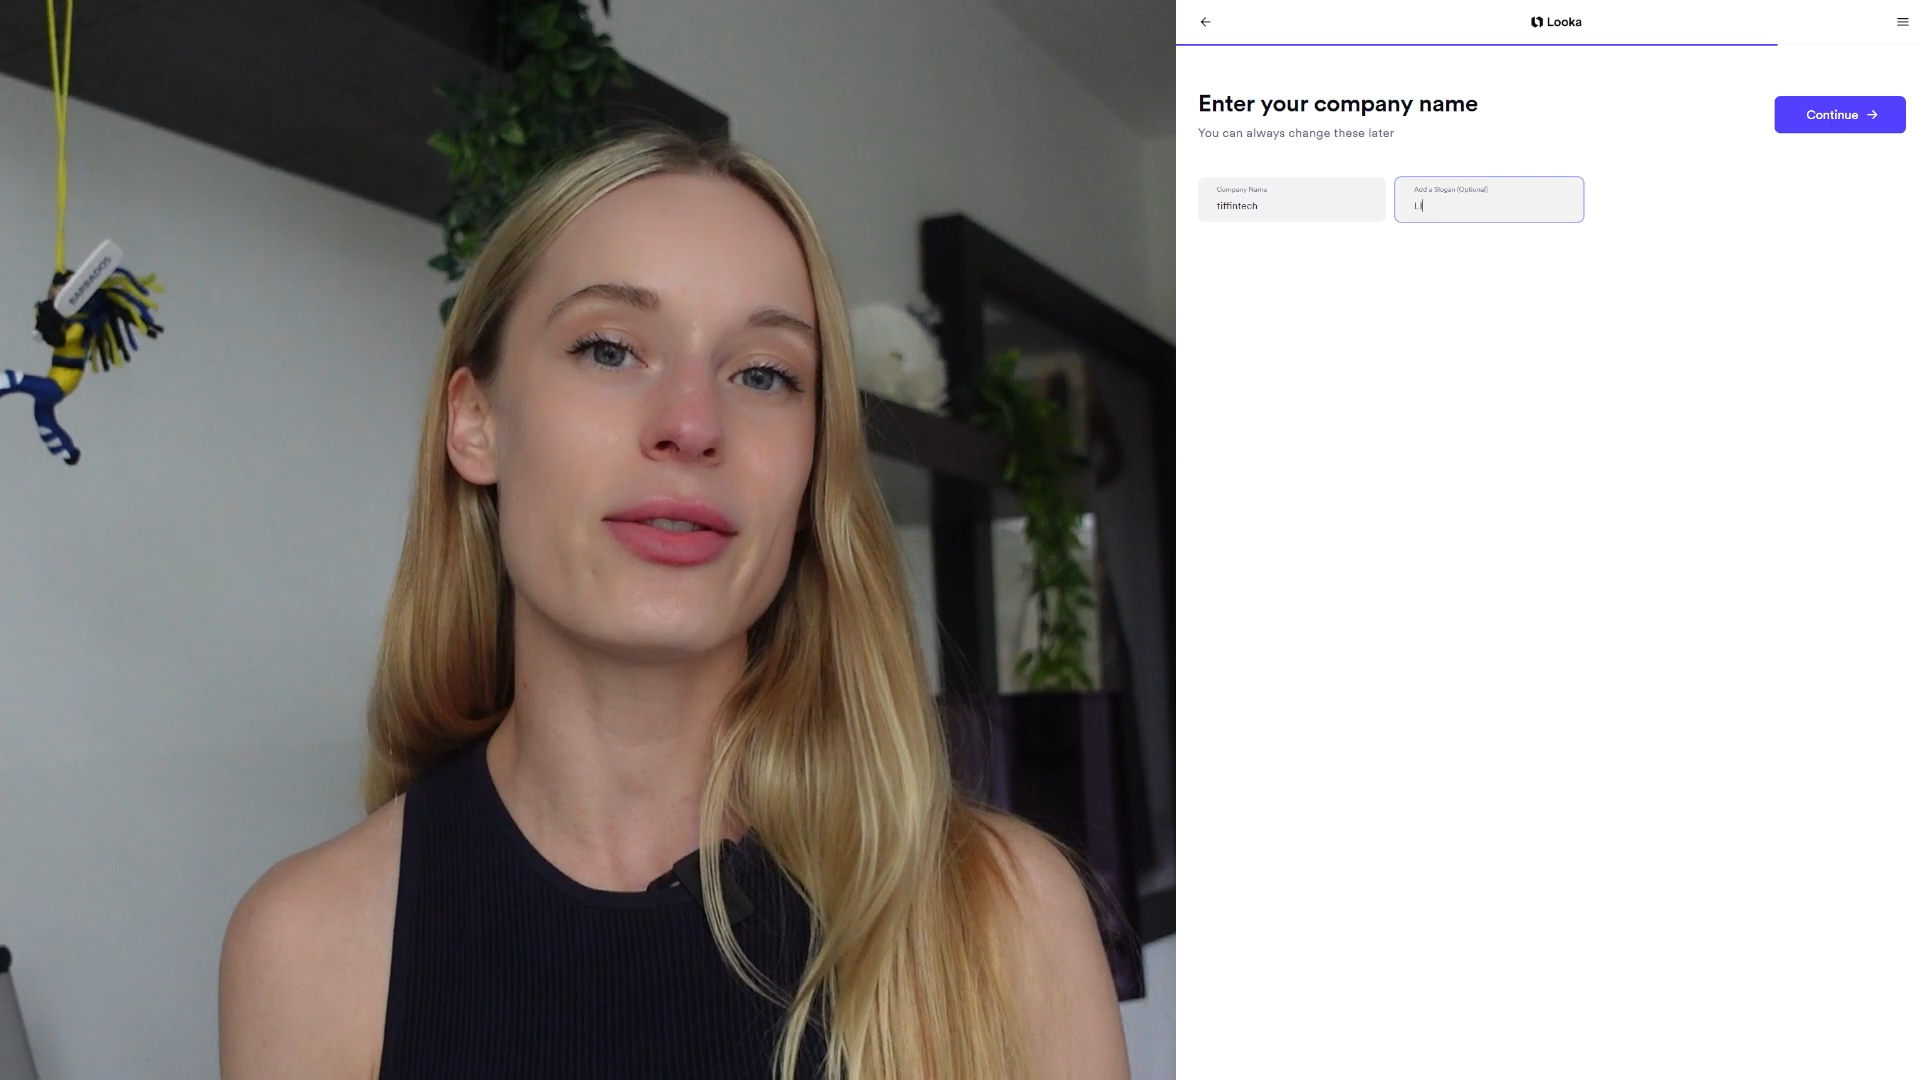 BARBADOS
Looka
Enter your company name
You can always change these later
Continue
Company Name
tiffintech
Add a Slogan (Optional)
LI